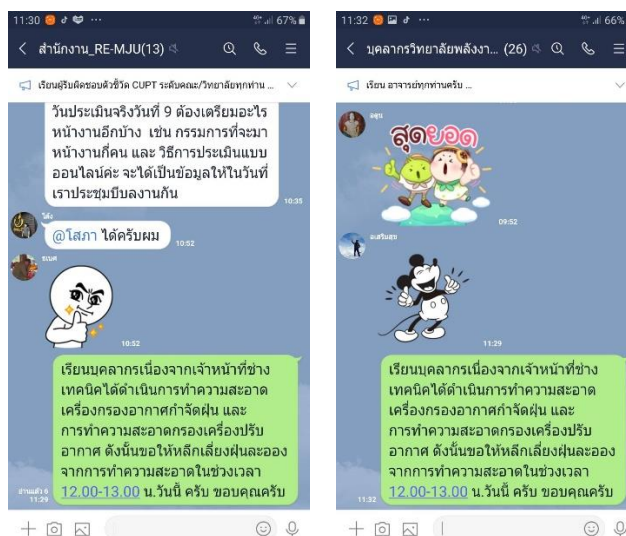 11:30
67%
สำนักงาน_RE-MJU(13)
เรียนผู้รับผิดชอบตัวชี้วัด CUPT ระดับคณะ/วิทยาลัยทุกท่าน ...
วันประเมินจริงวันที่ 9 ต้องเตรียมอะไร
หน้างานอีกบ้าง เช่น กรรมการที่จะมา
หน้างานกี่คน และ วิธีการประเมินแบบ
ออนไลน์ค่ะ จะได้เป็นข้อมูลให้ในวันที่
เราประชุมบีบลงานกัน
10:35
โต้ง
@โสภา ได้ครับผม
10:52
ธเนศ
10:52
เรียนบุคลากรเนื่องจากเจ้าหน้าที่ช่าง
เทคนิคได้ดำเนินการทำความสะอาด
เครื่องกรองอากาศกำจัดฝุ่น และ
การทำความสะอาดกรองเครื่องปรับ
อากาศ ดังนั้นขอให้หลีกเลี่ยงฝุ่นละออง
จากการทำความสะอาดในช่วงเวลา
12.00-13.00 น.วันนี้ ครับ ขอบคุณครับ
อ่านแล้ว 6
11:29
11:32
66%
บุคลากรวิทยาลัยพลังงา... (26)
เรียน อาจารย์ทุกท่านครับ ...
สุดยอด
09:52
11:29
เรียนบุคลากรเนื่องจากเจ้าหน้าที่ช่าง
เทคนิคได้ดำเนินการทำความสะอาด
เครื่องกรองอากาศกำจัดฝุ่น และ
การทำความสะอาดกรองเครื่องปรับ
อากาศ ดังนั้นขอให้หลีกเลี่ยงฝุ่นละออง
จากการทำความสะอาดในช่วงเวลา
12.00-13.00 น.วันนี้ ครับ ขอบคุณครับ
11:32